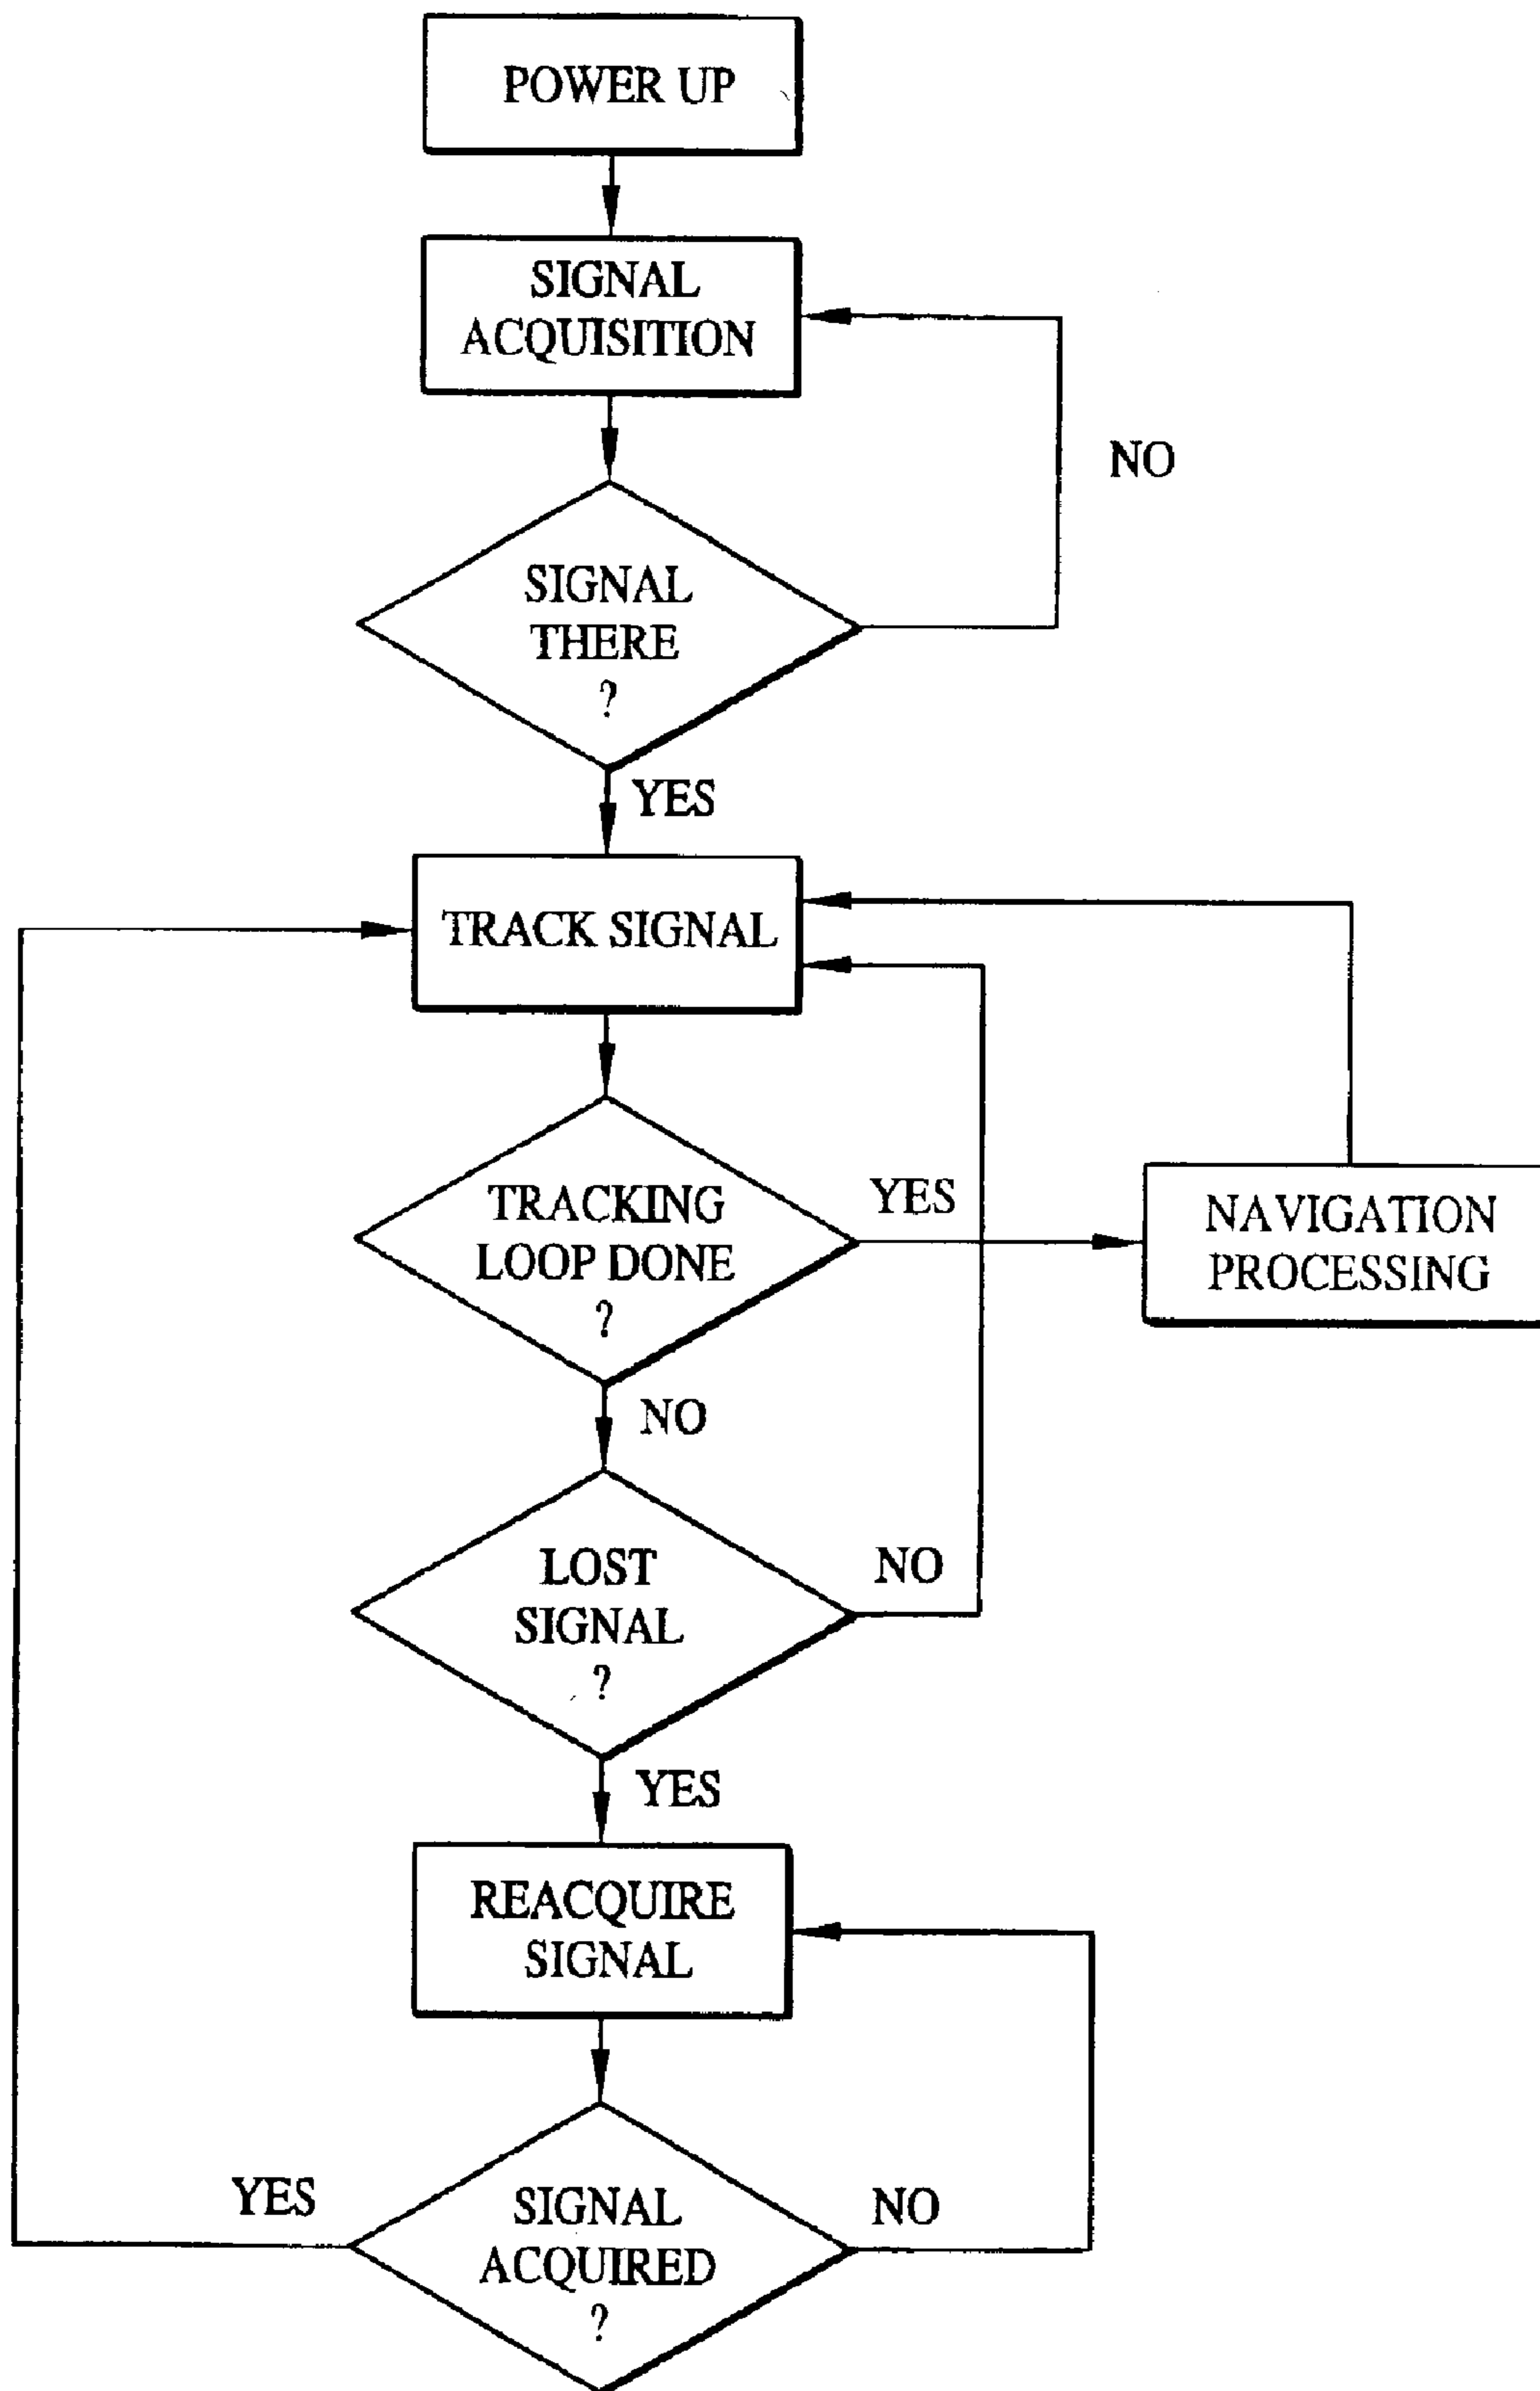 POWER UP
SIGNAL
ACQUISITION
NO
SIGNAL
THERE
?
YES
TRACK SIGNAL
TRACKING
LOOP DONE
?
YES
NAVIGATION
PROCESSING
NO
LOST
SIGNAL
?
NO
YES
REACQUIRE
SIGNAL
YES
SIGNAL
ACQUIRED
?
NO